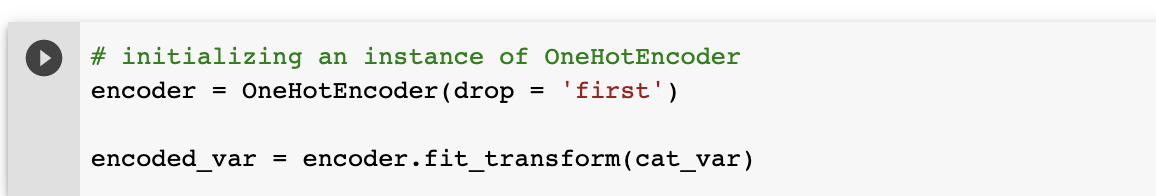 # initializing an instance of OneHotEncoder
encoder = OneHotEncoder(drop = 'first')
encoded_var = encoder.fit_transform(cat_var)